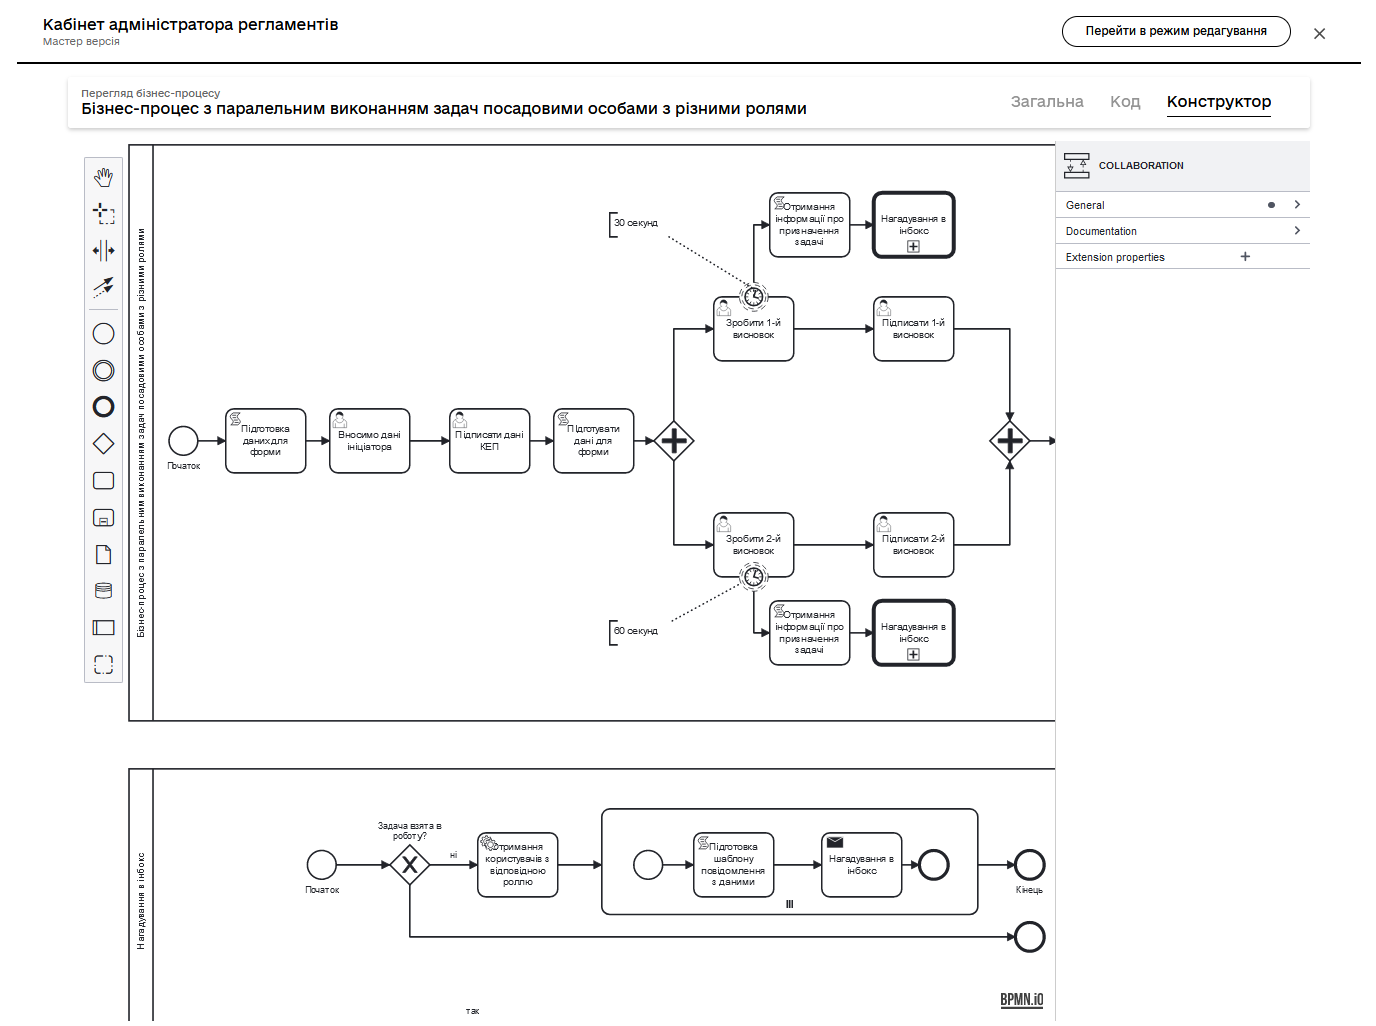 Кабінет адміністратора регламентів
Мастер версія
Перейти в режим редагування
Перегляд бізнес-процесу
Бізнес-процес з паралельним виконанням задач посадовими особами з різними ролями
Загальна
Код
Конструктор
COLLABORATION
General
Documentation
Extension properties
Бізнес-процес з паралельним виконанням задач посадовими особами з різними ролями
30 секунд
Отримання
інформації про
призначення
задачі
Нагадування в
інбокс
Зробити 1-й
висновок
Підписати 1-й
висновок
Початок
Підготовка
даних для
форми
Вносимо дані
ініціатора
Підписати дані
КЕП
Підготувати
дані для
форми
Зробити 2-й
висновок
Підписати 2-й
висновок
60 секунд
Отримання
інформації про
призначення
задачі
Нагадування в
інбокс
Нагадування в інбокс
Початок
Задача взята в
роботу?
ні
Отримання
користувачів з
відповідною
роллю
Підготовка
шаблону
повідомлення
з даними
Нагадування в
інбокс
Кінець
так
BPMN.iO